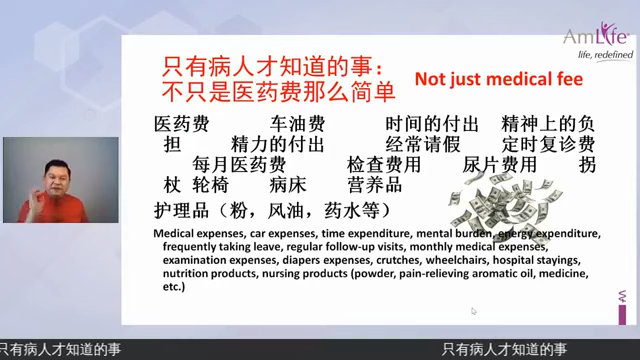 AmLife
life, redefined
只有病人才知道的事：
不只是医药费那么简单
Not just medical fee
医药费 车油费 时间的付出 精神上的负
担 精力的付出 经常请假 定时复诊费
每月医药费 检查费用 尿片费用 拐
杖 轮椅 病床 营养品
护理品（粉，风油，药水等）
Medical expenses, car expenses, time expenditure, mental burden, energy expenditure,
frequently taking leave, regular follow-up visits, monthly medical expenses,
examination expenses, diapers expenses, crutches, wheelchairs, hospital stayings,
nutrition products, nursing products (powder, pain-relieving aromatic oil, medicine,
etc.)
只有病人才知道的事 只有病人才知道的事